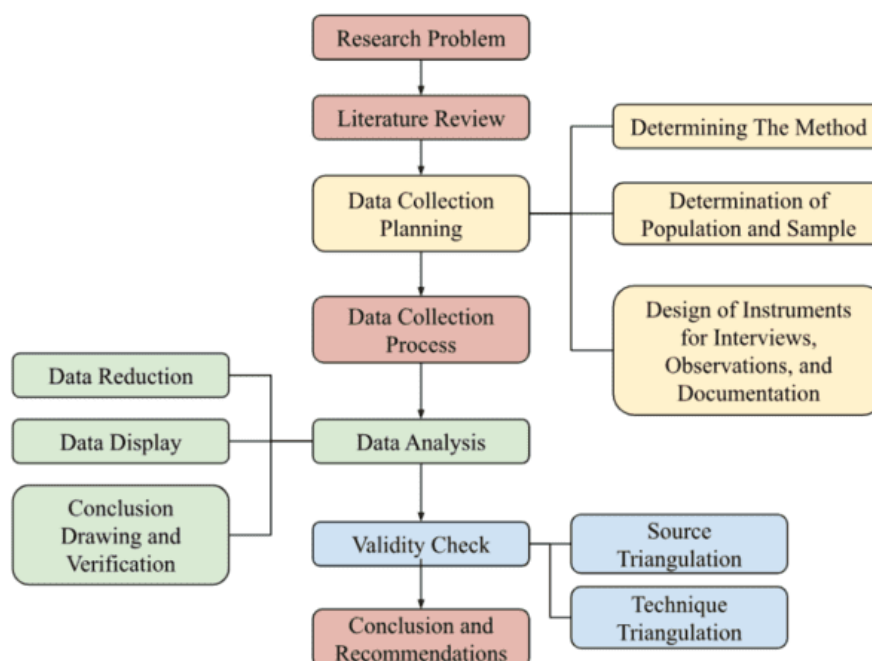 Research Problem
Literature Review
Data Collection
Planning
Determining The Method
Determination of
Population and Sample
Design of Instruments
for Interviews,
Observations, and
Documentation
Data Collection
Process
Data Analysis
Data Reduction
Data Display
Conclusion
Drawing and
Verification
Validity Check
Source
Triangulation
Technique
Triangulation
Conclusion and
Recommendations